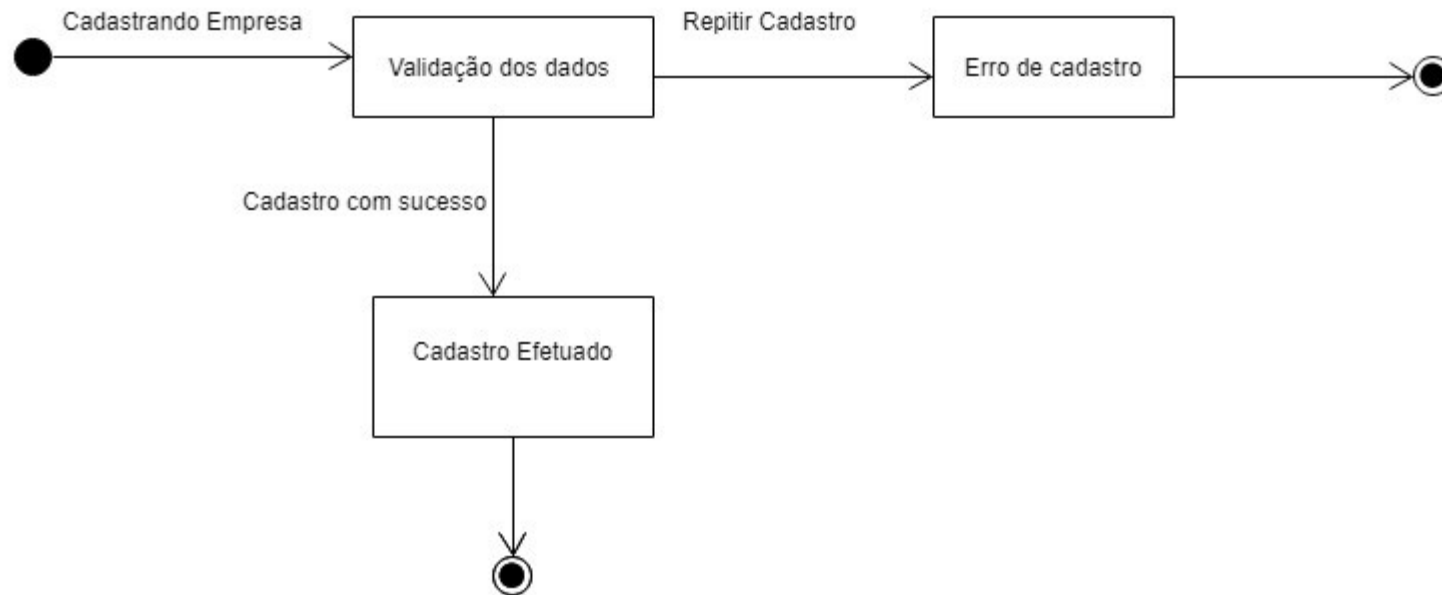 Cadastrando Empresa
Repitir Cadastro
Validação dos dados
Erro de cadastro
Cadastro com sucesso
Cadastro Efetuado